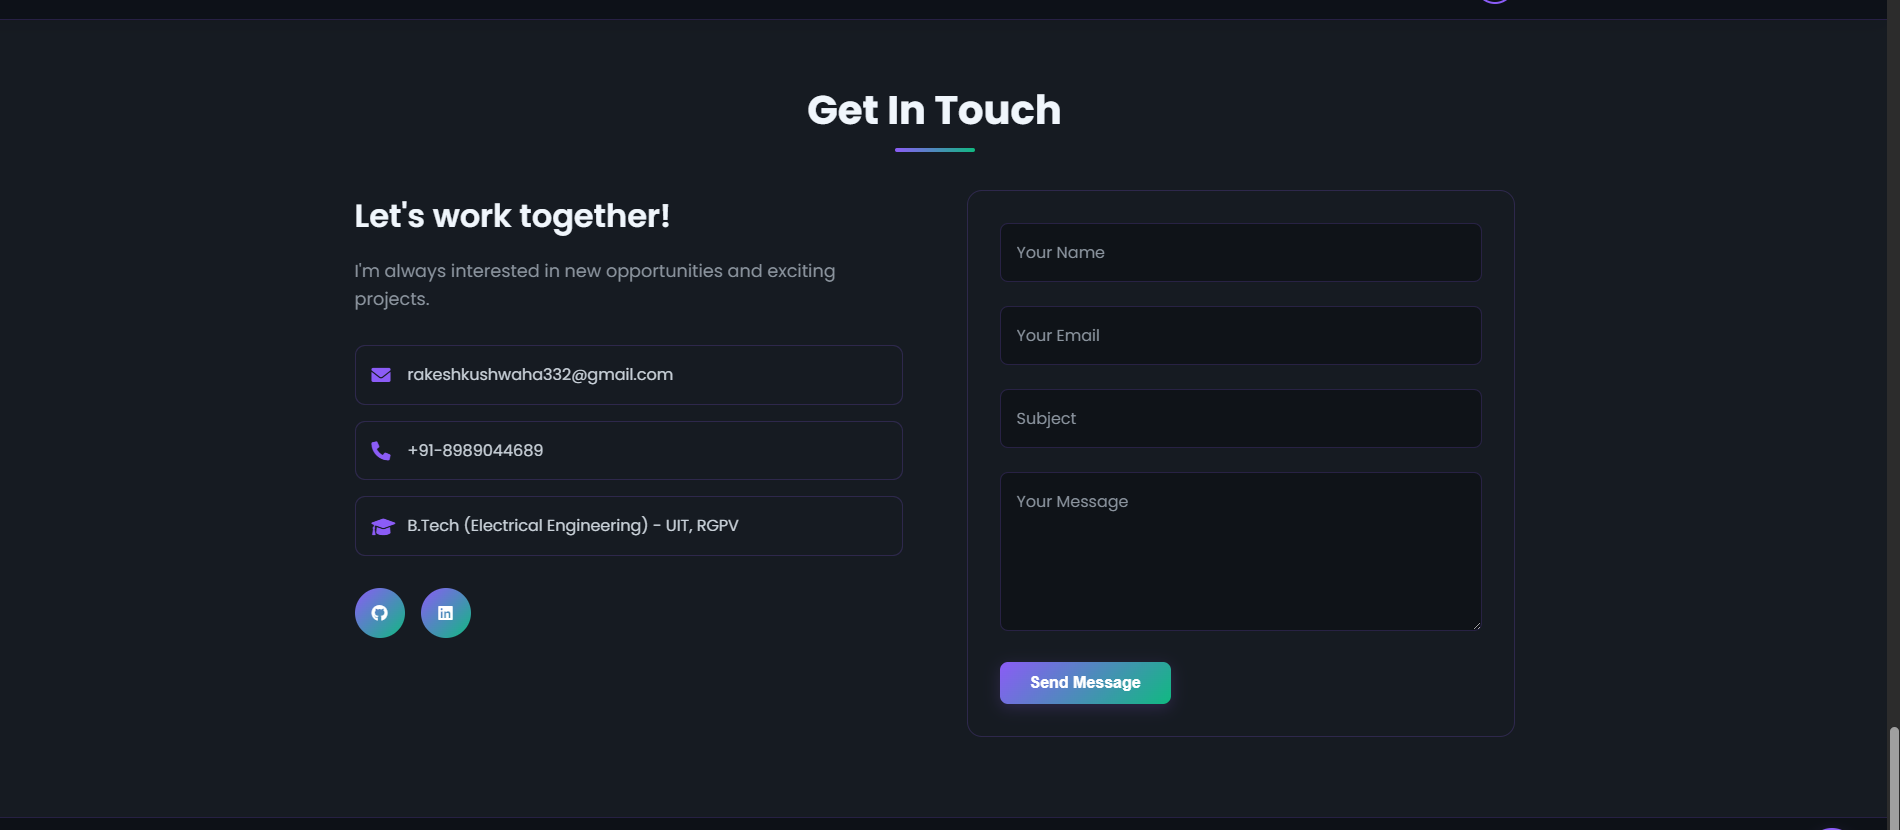 Get In Touch
Let's work together!
I'm always interested in new opportunities and exciting
projects.
rakeshkushwaha332@gmail.com
+91-8989044689
B.Tech (Electrical Engineering) - UIT, RGPV
Your Name
Your Email
Subject
Your Message
Send Message